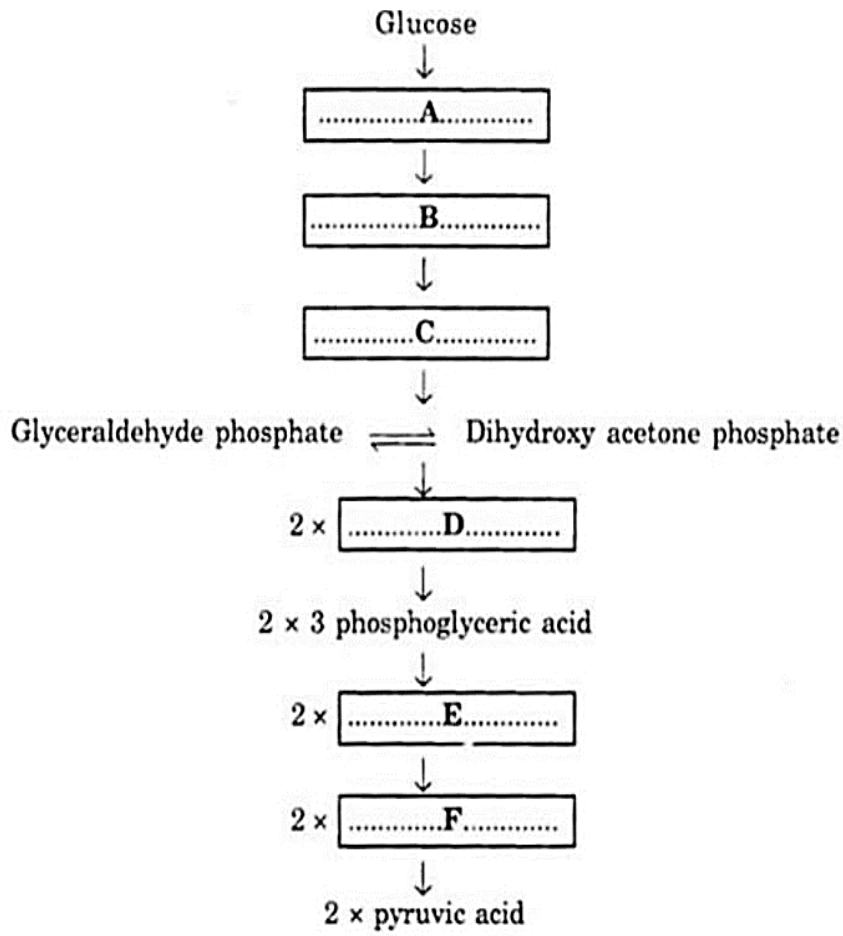 Glucose
..............A.............
...............B..............
..............C..............
Glyceraldehyde phosphate ⇌ Dihydroxy acetone phosphate
2 × .............D.............
2 × 3 phosphoglyceric acid
2 × .............E.............
2 × .............F.............
2 × pyruvic acid